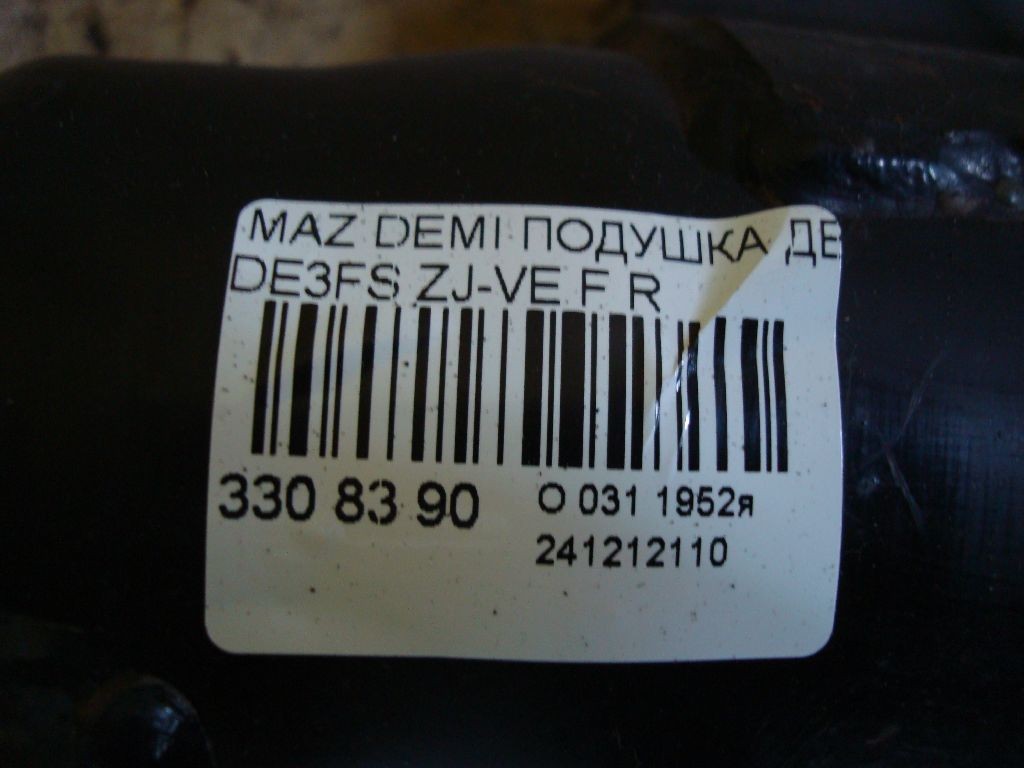 MAZ DEMI ПОДУШКА ДЕ
DE3FS ZJ-VE F R
330 83 90
О 031 1952я
241212110